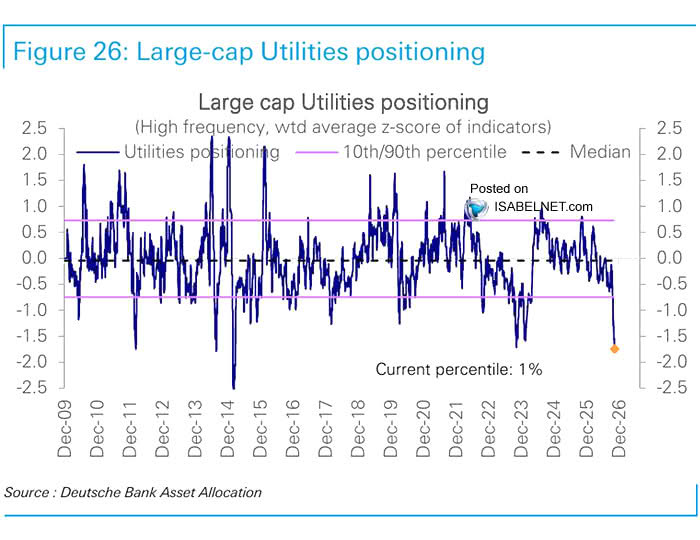 Figure 26: Large-cap Utilities positioning
Large cap Utilities positioning
(High frequency, wtd average z-score of indicators)
Utilities positioning 10th/90th percentile Median
2.5 2.5
2.0 2.0
1.5 1.5
1.0 1.0
0.5 0.5
0.0 0.0
-0.5 -0.5
-1.0 -1.0
-1.5 -1.5
-2.0 -2.0
-2.5 -2.5
Posted on
ISABELNET.com
Current percentile: 1%
Dec-09
Dec-10
Dec-11
Dec-12
Dec-13
Dec-14
Dec-15
Dec-16
Dec-17
Dec-18
Dec-19
Dec-20
Dec-21
Dec-22
Dec-23
Dec-24
Dec-25
Dec-26
Source : Deutsche Bank Asset Allocation